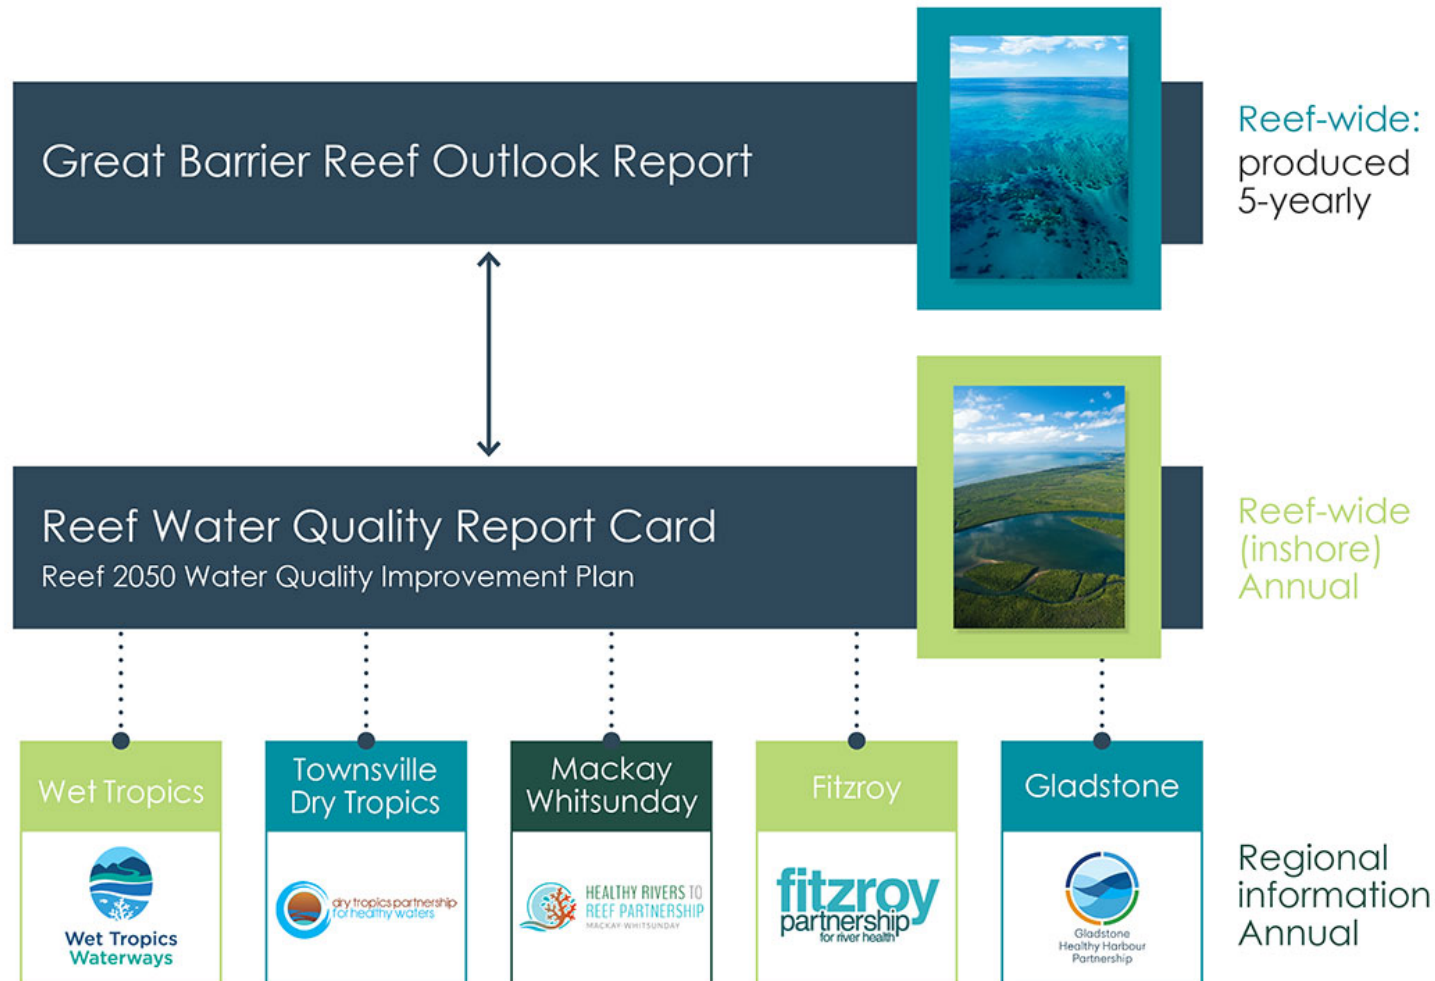 Great Barrier Reef Outlook Report
Reef-wide:
produced
5-yearly
Reef Water Quality Report Card
Reef 2050 Water Quality Improvement Plan
Reef-wide
(inshore)
Annual
Wet Tropics
Townsville
Dry Tropics
Mackay
Whitsunday
Fitzroy
Gladstone
Wet Tropics
Waterways
dry tropics partnership
for healthy waters
HEALTHY RIVERS TO
REEF PARTNERSHIP
MACKAY-WHITSUNDAY
fitzroy
partnership
for river health
Gladstone
Healthy Harbour
Partnership
Regional
information
Annual